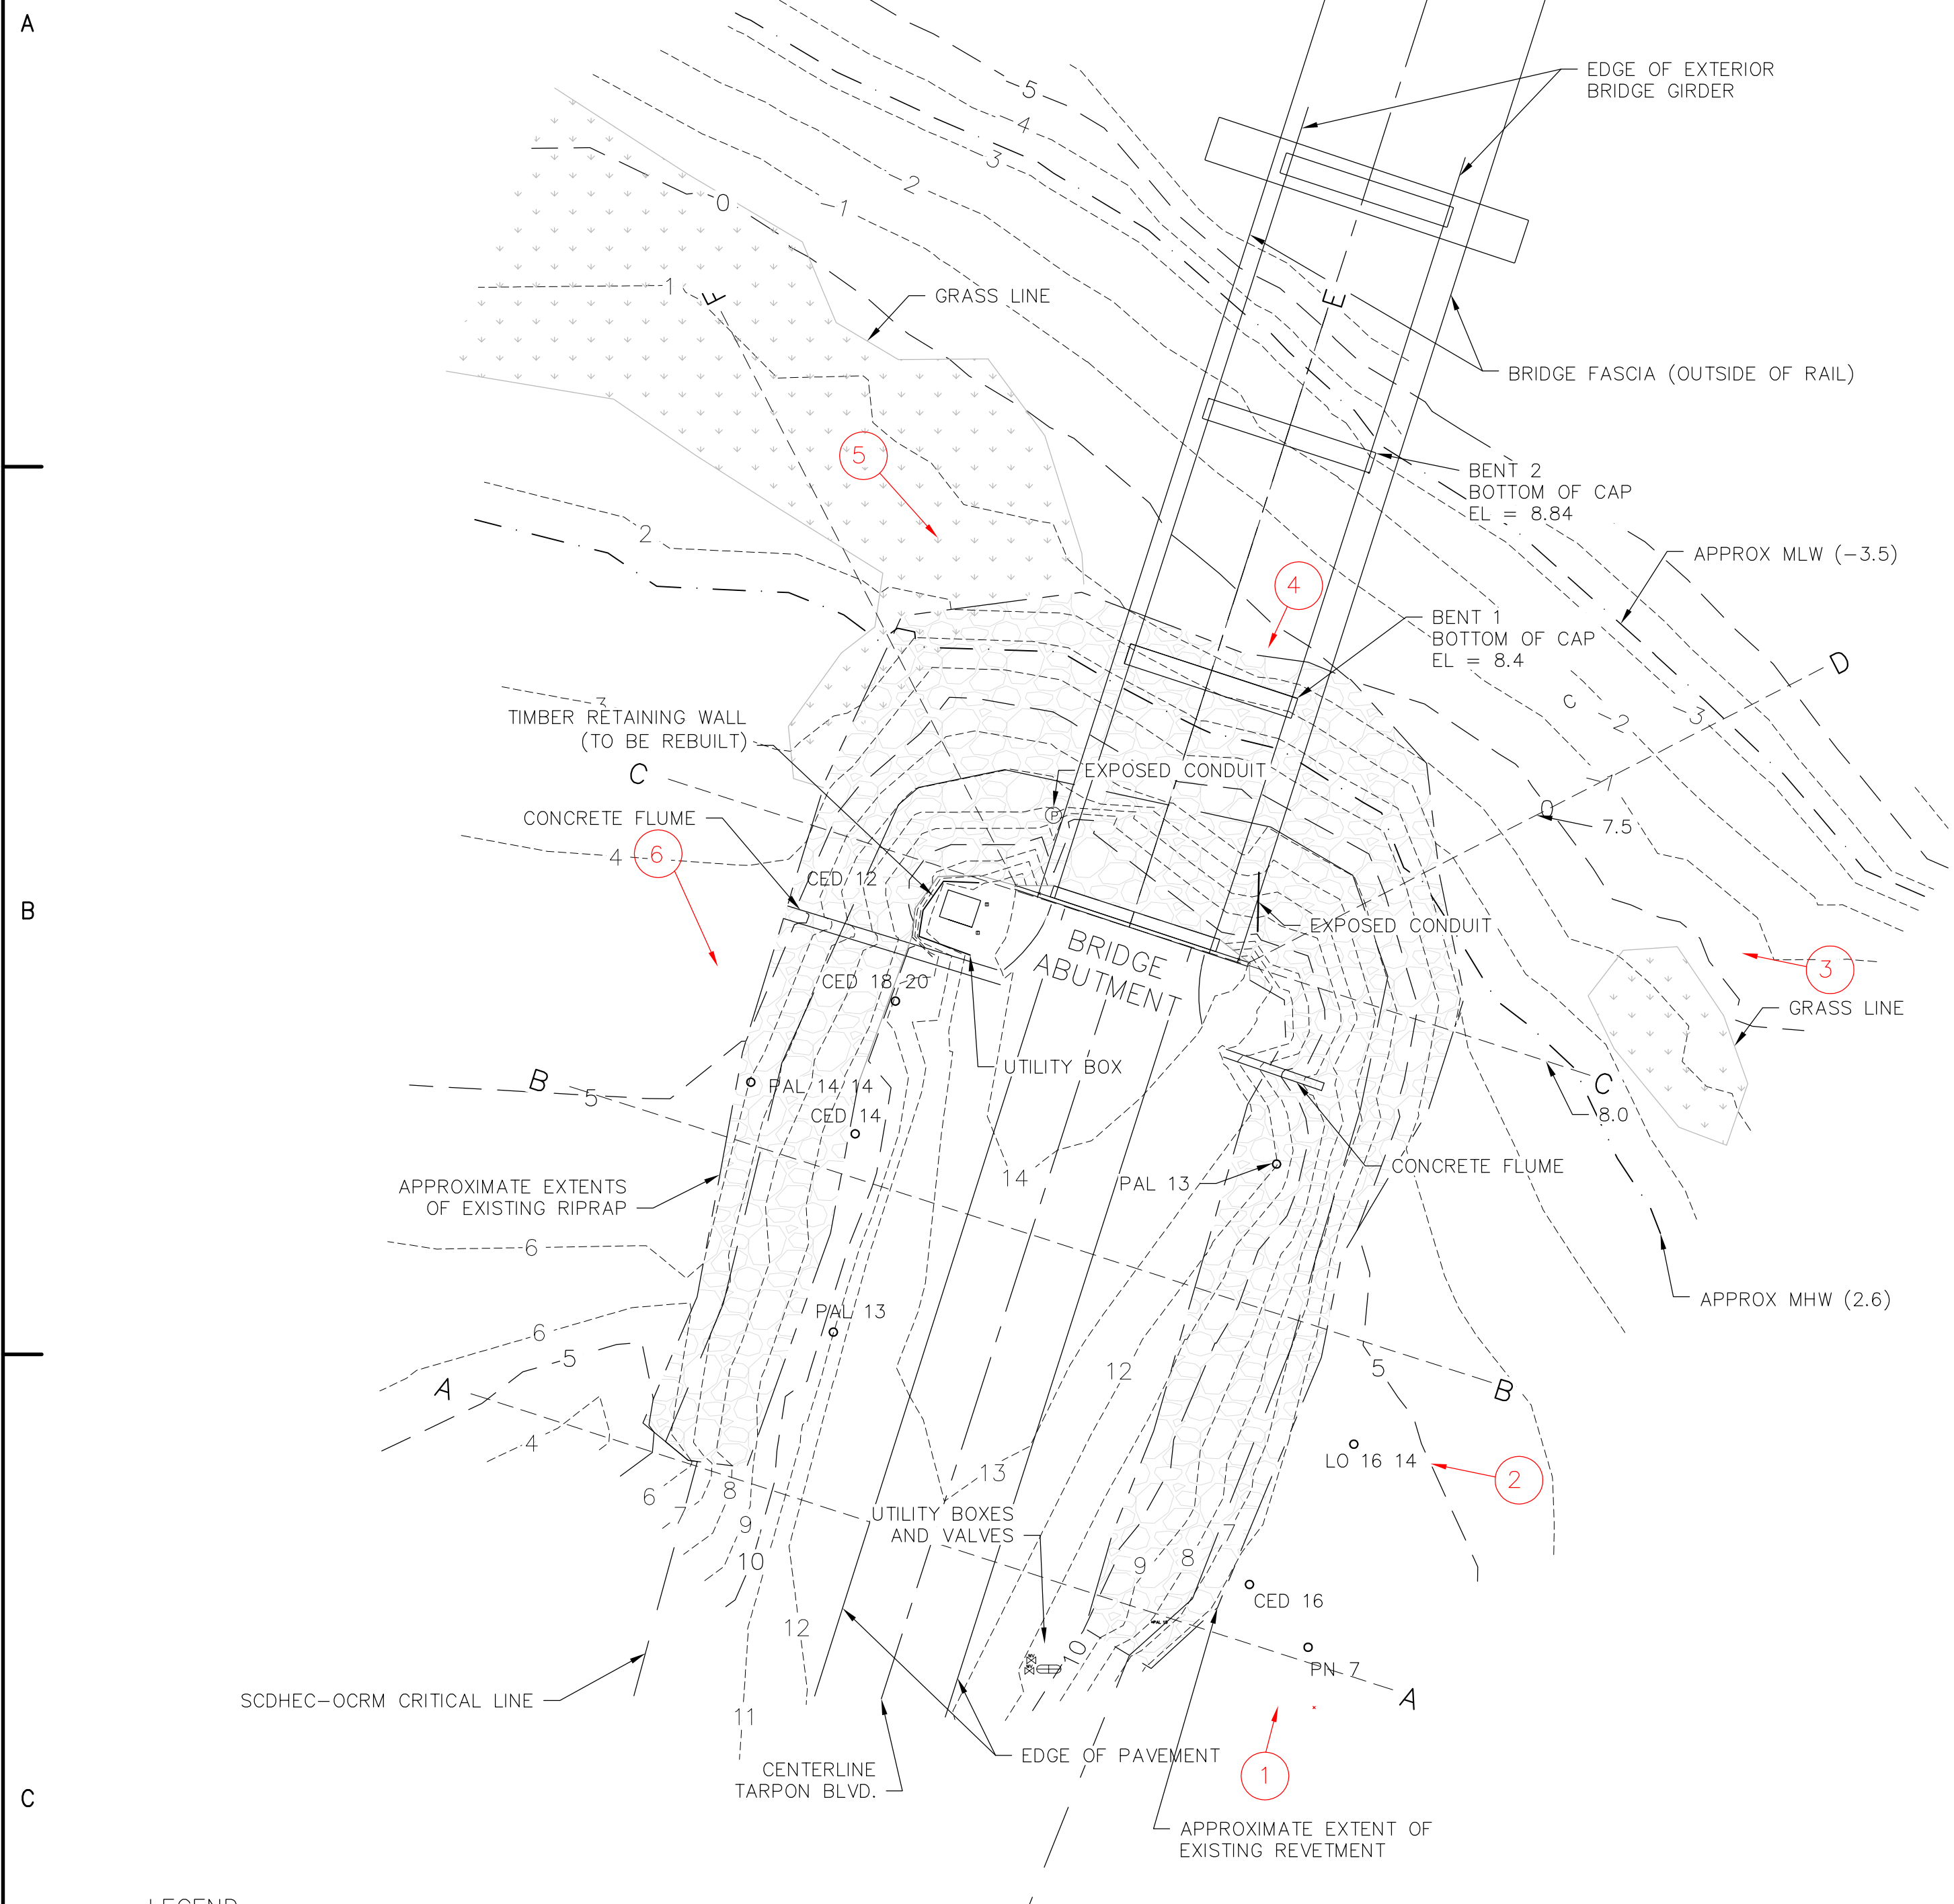 A
EDGE OF EXTERIOR
BRIDGE GIRDER
5
4
3
2
1
0
1
F
GRASS LINE
E
BRIDGE FASCIA (OUTSIDE OF RAIL)
5
BENT 2
BOTTOM OF CAP
EL = 8.84
2
APPROX MLW (-3.5)
4
BENT 1
BOTTOM OF CAP
EL = 8.4
D
3
C
-2
-3
TIMBER RETAINING WALL
(TO BE REBUILT)
C
EXPOSED CONDUIT
P
CONCRETE FLUME
0
7.5
4
6
CED 12
B
EXPOSED CONDUIT
BRIDGE
ABUTMENT
CED 18 20
3
GRASS LINE
UTILITY BOX
B
5
PAL 14 14
CED 14
C
8.0
14
PAL 13
CONCRETE FLUME
APPROXIMATE EXTENTS
OF EXISTING RIPRAP
6
APPROX MHW (2.6)
PAL 13
6
5
12
5
A
B
4
LO 16 14
13
2
6
7
8
9
10
UTILITY BOXES
AND VALVES
7
8
9
CED 16
12
10
PN 7
A
SCDHEC-OCRM CRITICAL LINE
11
EDGE OF PAVEMENT
CENTERLINE
TARPON BLVD.
1
C
APPROXIMATE EXTENT OF
EXISTING REVETMENT
LEGEND